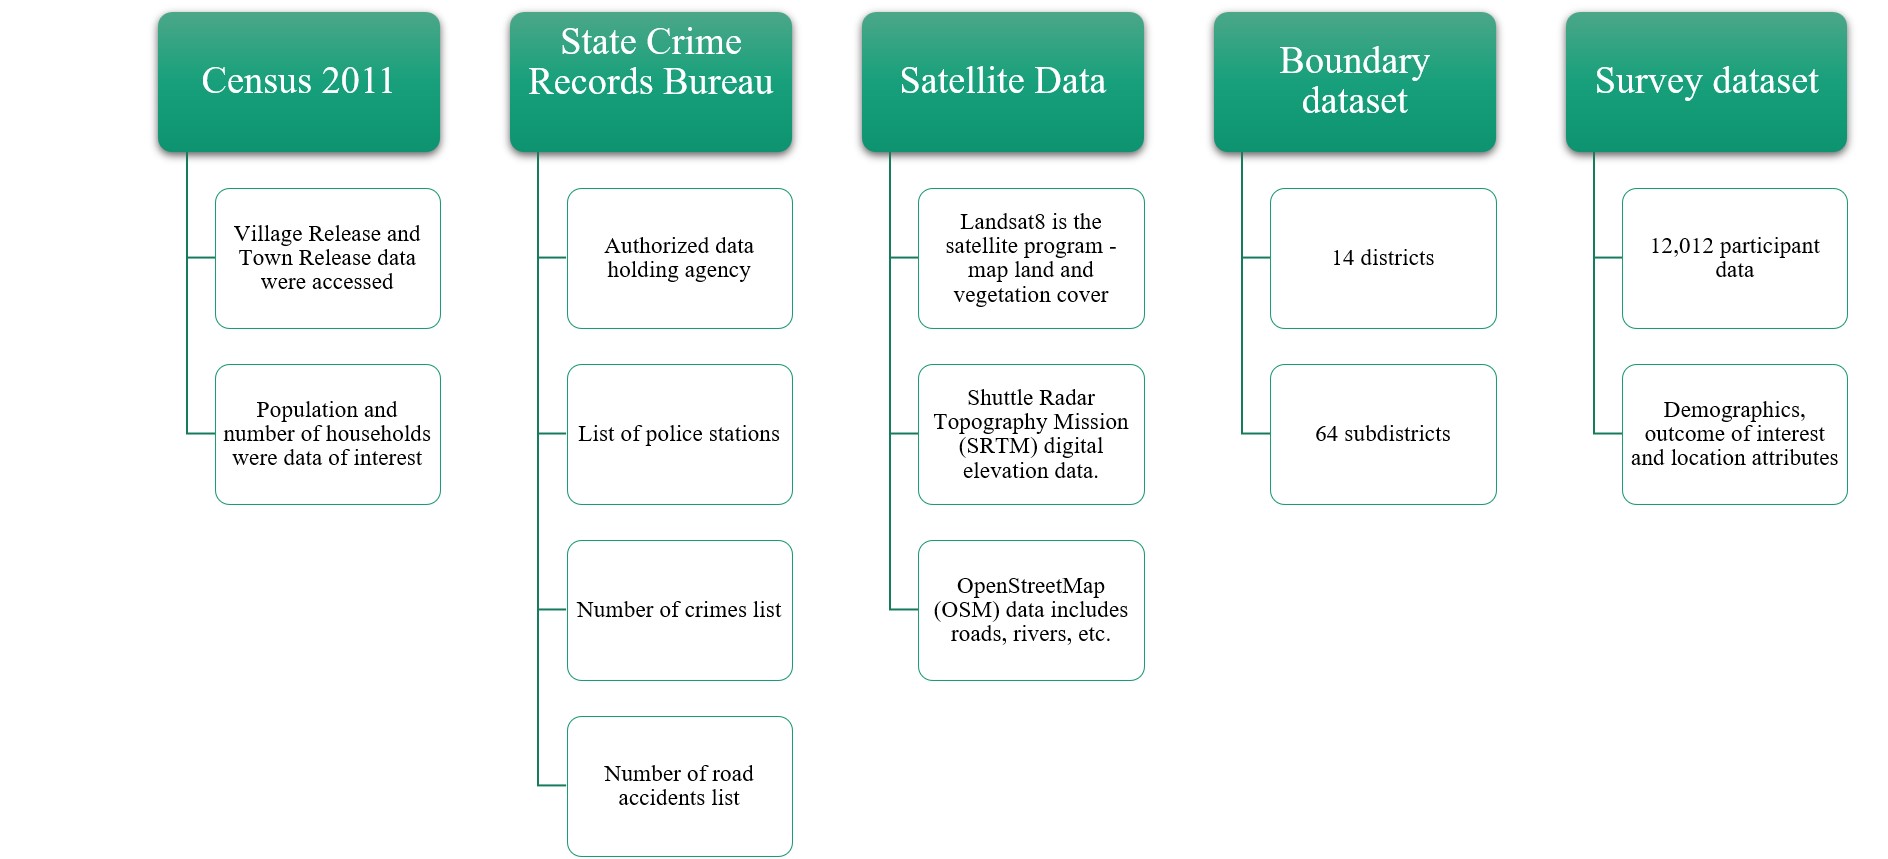 Census 2011
Village Release and
Town Release data
were accessed
Population and
number of households
were data of interest
State Crime
Records Bureau
Authorized data
holding agency
List of police stations
Number of crimes list
Number of road
accidents list
Satellite Data
Landsat8 is the
satellite program -
map land and
vegetation cover
Shuttle Radar
Topography Mission
(SRTM) digital
elevation data.
OpenStreetMap
(OSM) data includes
roads, rivers, etc.
Boundary
dataset
14 districts
64 subdistricts
Survey dataset
12,012 participant
data
Demographics,
outcome of interest
and location attributes